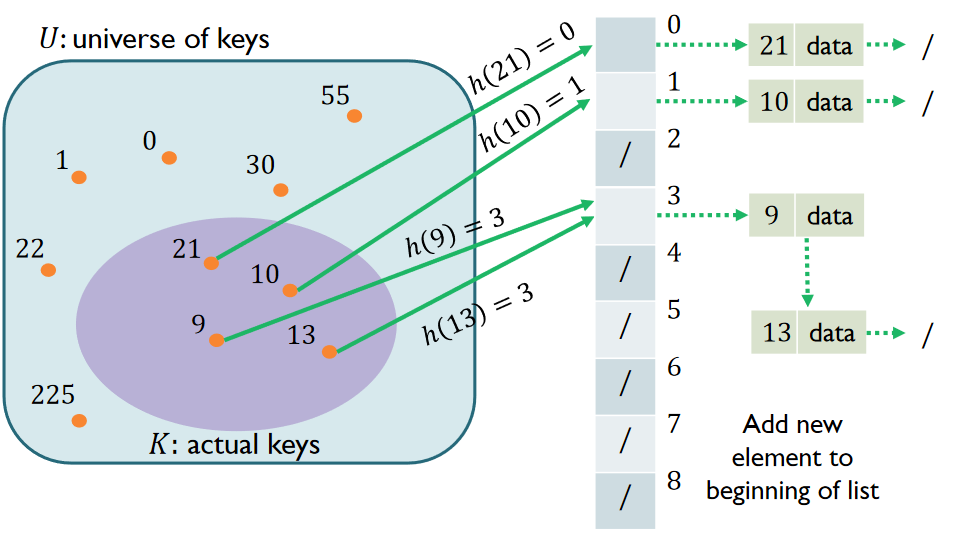 U: universe of keys
55
0
1
30
22
21
10
9
13
225
K: actual keys
h(21) = 0
h(10) = 1
h(9) = 3
h(13) = 3
0
21 data /
1
10 data /
/ 2
3
9 data
/ 4
/ 5
13 data /
/ 6
/ 7
/ 8
Add new
element to
beginning of list